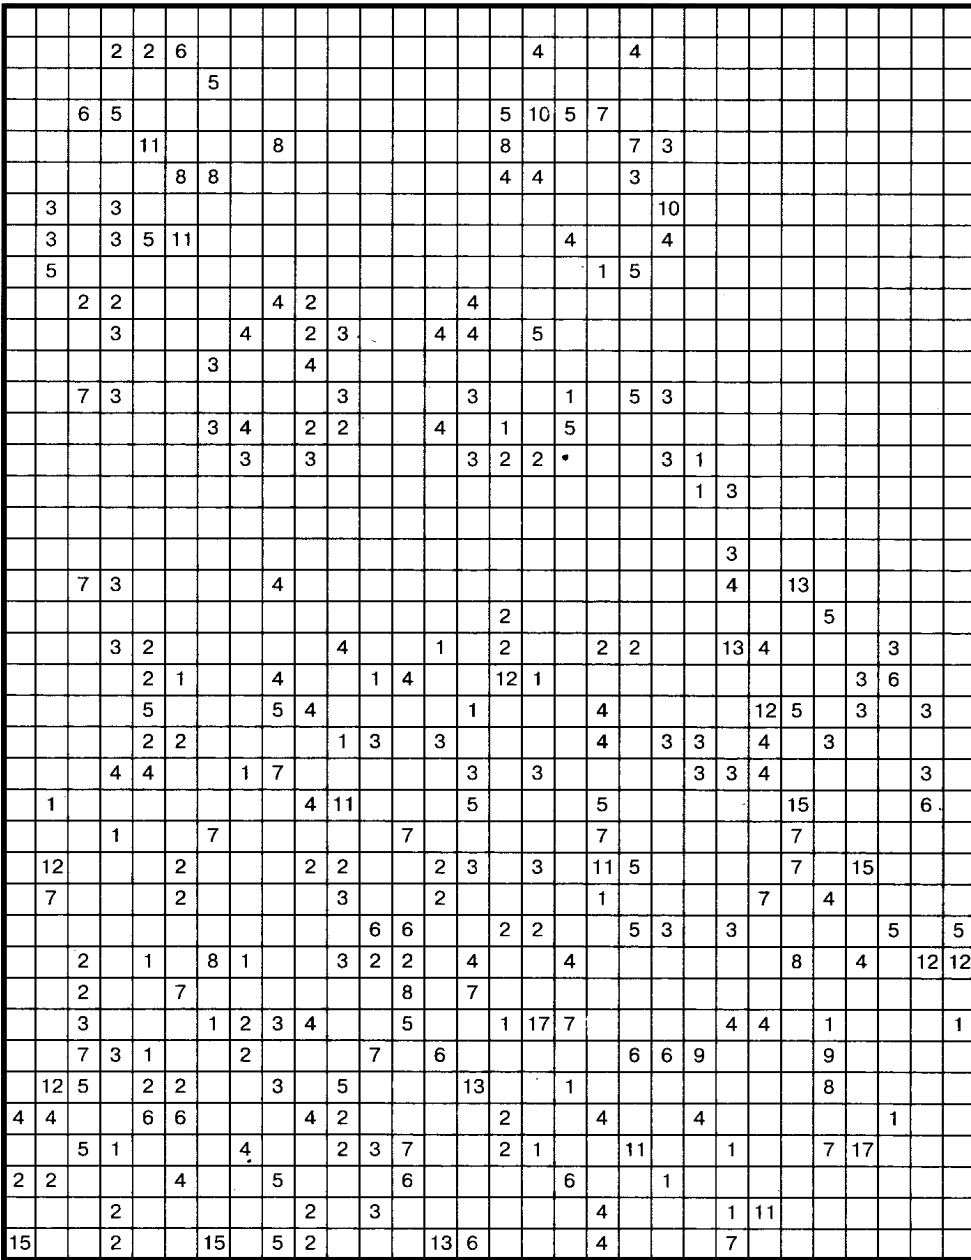 2 2 6 4 4
5
6 5 5 10 5 7
11 8 8 7 3
8 8 4 4 3
3 3 10
3 3 5 11 4 4
5 1 5
2 2 4 2 4
3 4 2 3 4 4 5
3 4
7 3 3 3 1 5 3
3 4 2 2 4 1 5
3 3 3 2 2 3 1
1 3
3
7 3 4 4 13
2 5
3 2 4 1 2 2 2 13 4 3
2 1 4 1 4 12 1 3 6
5 5 4 1 4 12 5 3 3
2 2 1 3 3 4 3 3 4 3
4 4 1 7 3 3 3 3 4 3
1 4 11 5 5 15 6
1 7 7 7 7
12 2 2 2 2 3 3 11 5 7 15
7 2 3 2 1 7 4
6 6 2 2 5 3 3 5 5
2 1 8 1 3 2 2 4 4 8 4 12 12
2 7 8 7
3 1 2 3 4 5 1 17 7 4 4 1 1
7 3 1 2 7 6 6 6 9 9
12 5 2 2 3 5 13 1 8
4 4 6 6 4 2 2 4 4 1
5 1 4 2 3 7 2 1 11 1 7 17
2 2 4 5 6 6 1
2 2 3 4 1 11
15 2 15 5 2 13 6 4 7